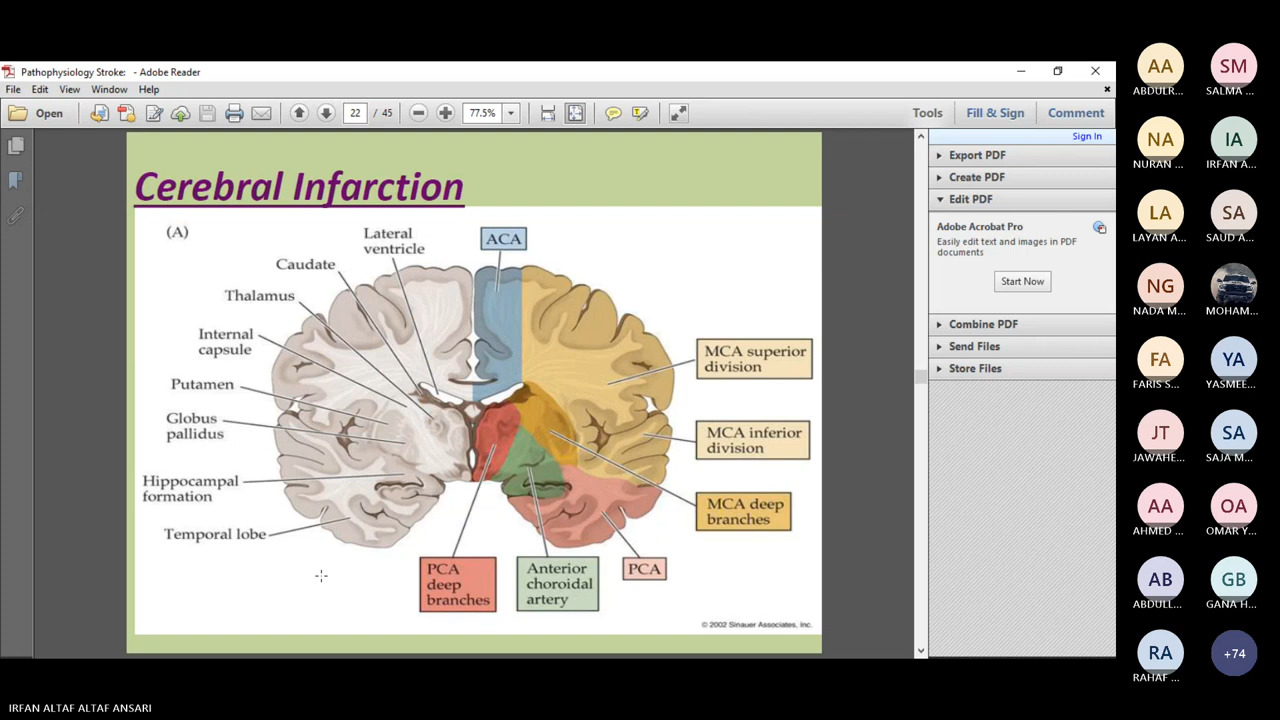 Pathophysiology Stroke: - Adobe Reader
File Edit View Window Help
Open 22 / 45 77.5% Tools Fill & Sign Comment
Sign In
Export PDF
Create PDF
Edit PDF
Adobe Acrobat Pro
Easily edit text and images in PDF
documents
Start Now
Combine PDF
Send Files
Store Files
Cerebral Infarction
(A)
Lateral
ventricle
ACA
Caudate
Thalamus
Internal
capsule
Putamen
Globus
pallidus
Hippocampal
formation
Temporal lobe
MCA superior
division
MCA inferior
division
MCA deep
branches
PCA
deep
branches
Anterior
choroidal
artery
PCA
© 2002 Sinauer Associates, Inc.
AA SM
ABDULR... SALMA ...
NA IA
NURAN ... IRFAN A...
LA SA
LAYAN A... SAUD A...
NG
NADA M... MOHAM...
FA YA
FARIS S... YASMEE...
JT SA
JAWAHE... SAJA M...
AA OA
AHMED ... OMAR Y...
AB GB
ABDULL... GANA H...
RA +74
RAHAF ...
IRFAN ALTAF ALTAF ANSARI